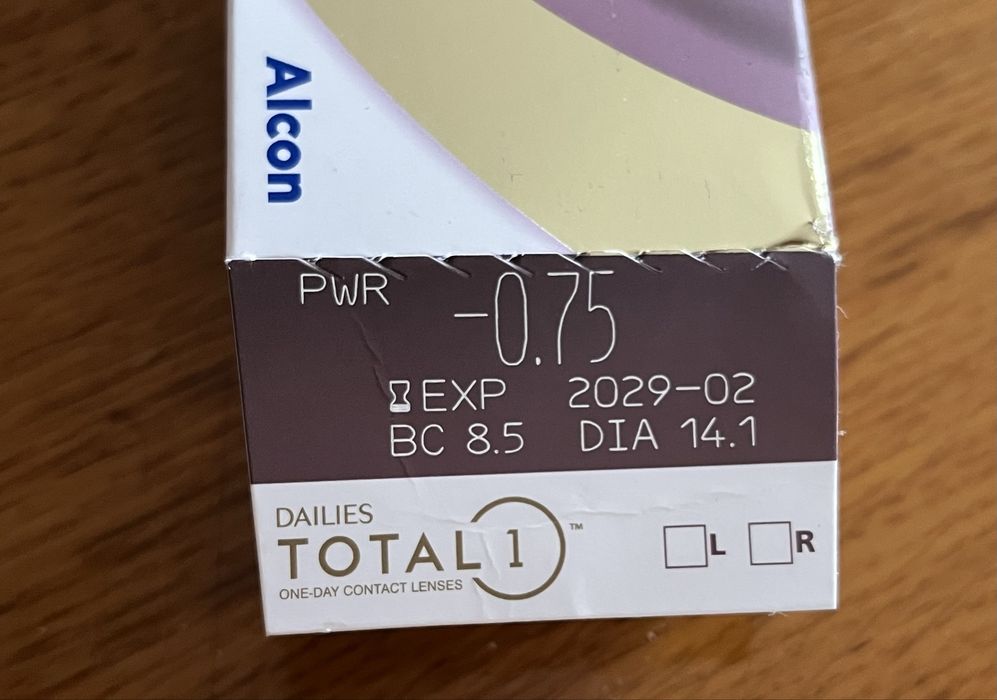 Alcon
PWR -0.75
EXP 2029-02
BC 8.5 DIA 14.1
DAILIES
TOTAL 1™
ONE-DAY CONTACT LENSES
L R